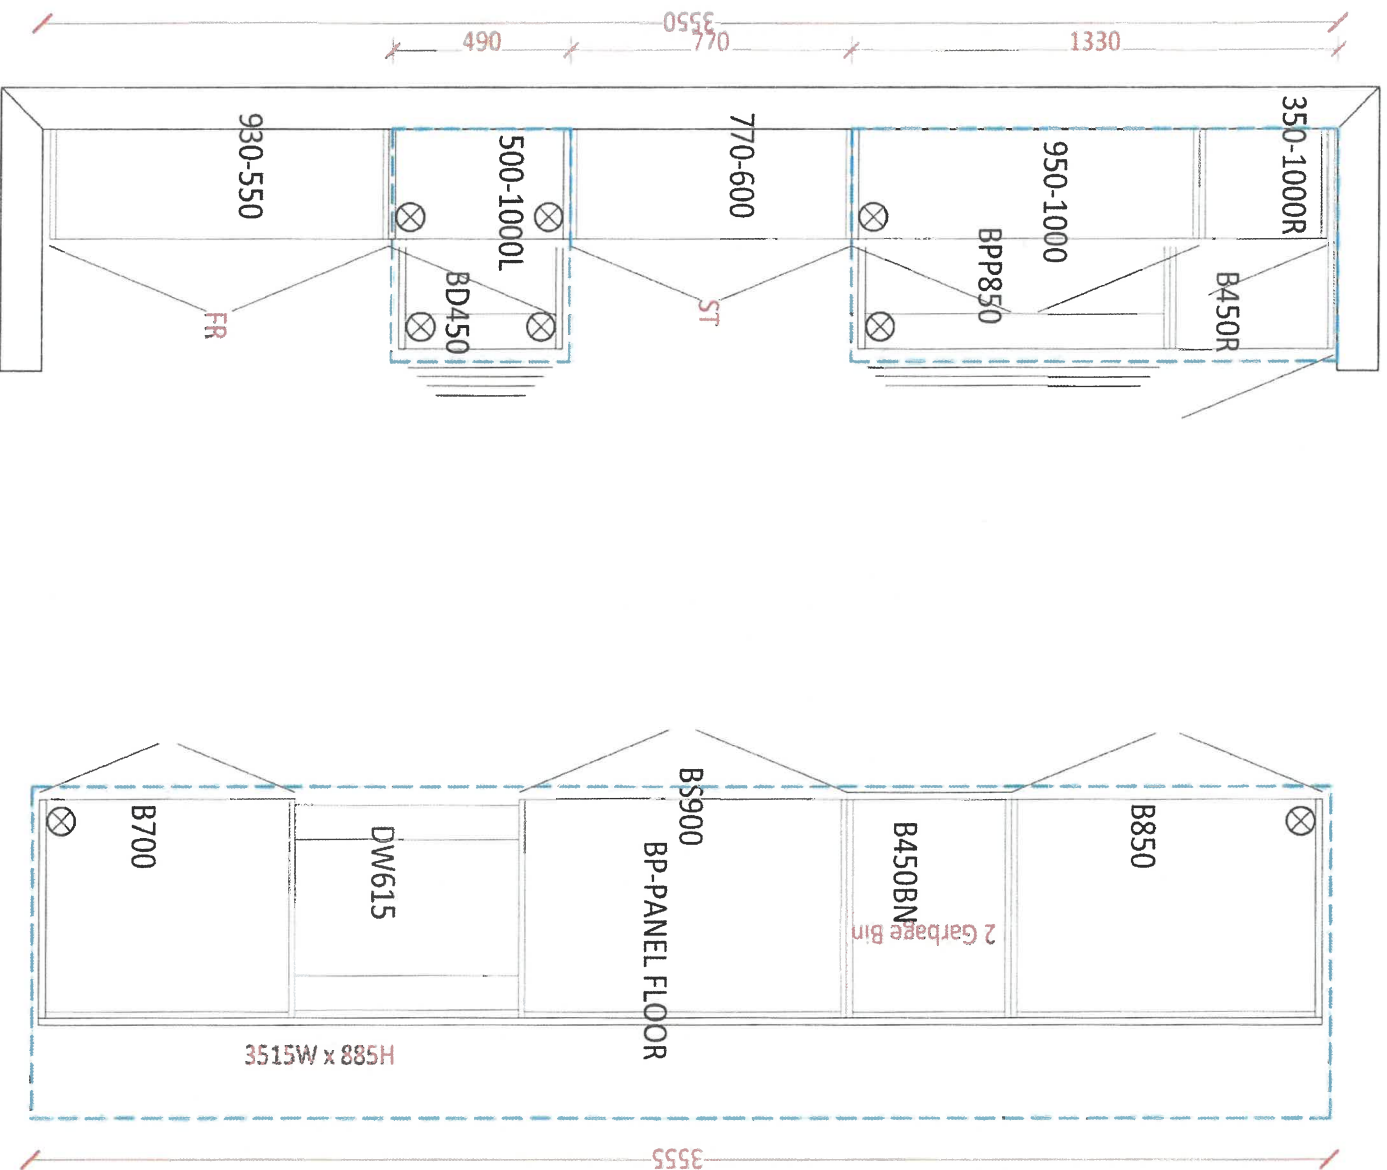 3550
490
770
1330
930-550
500-1000L
770-600
950-1000
350-1000R
BD450
BPP850
B450R
FR
ST
B700
DW615
BS900
BP-PANEL FLOOR
B450BN
2 Garbage Bin
B850
3515W x 885H
3555